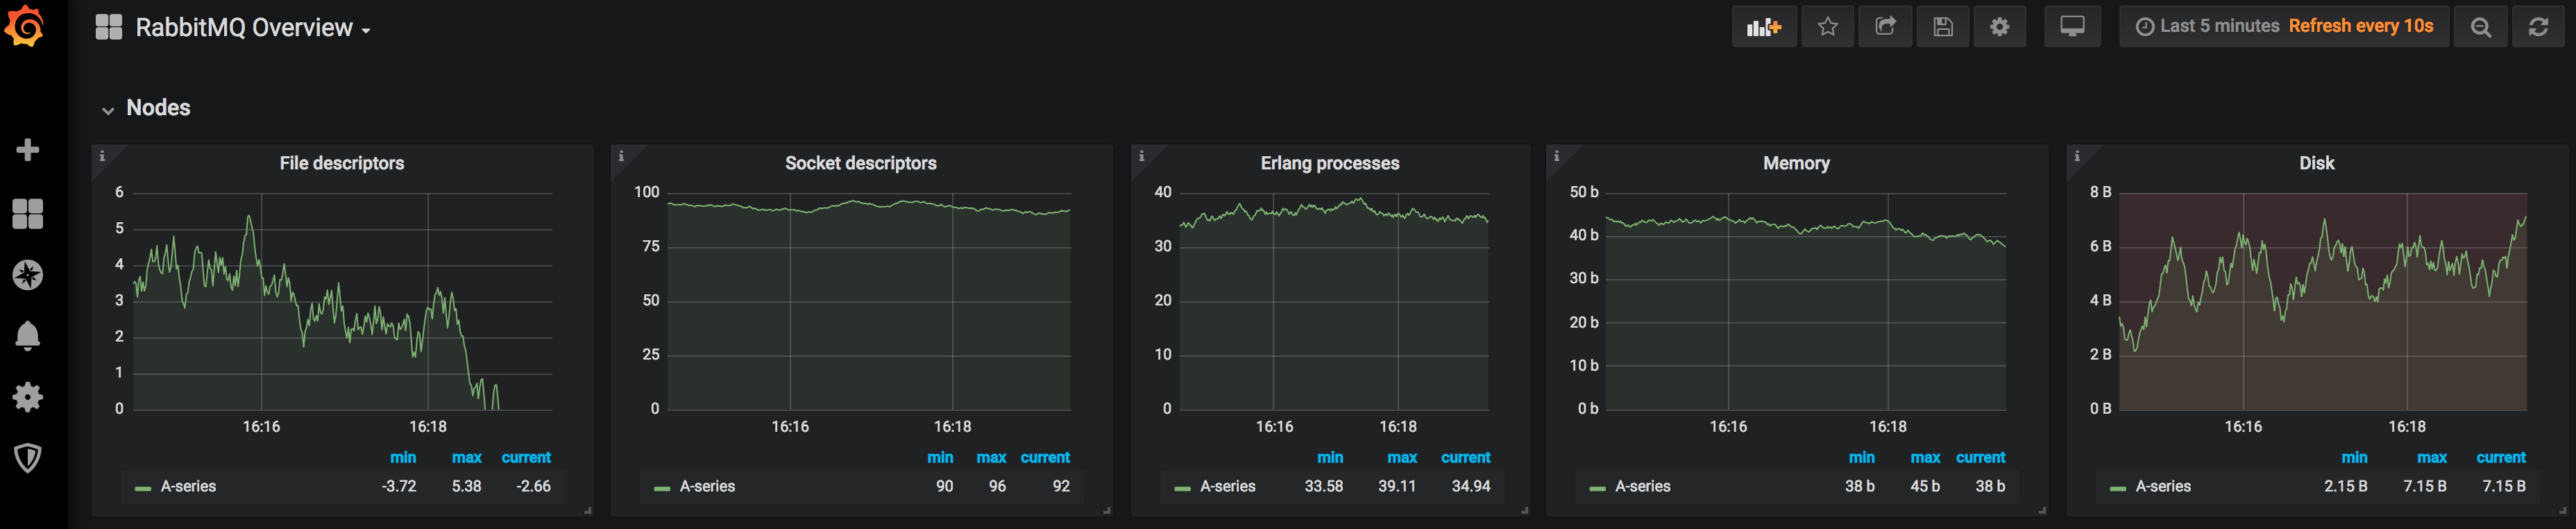 RabbitMQ Overview
Last 5 minutes Refresh every 10s
Nodes
File descriptors
6
5
4
3
2
1
0
16:16 16:18
min max current
A-series -3.72 5.38 -2.66
Socket descriptors
100
75
50
25
0
16:16 16:18
min max current
A-series 90 96 92
Erlang processes
40
30
20
10
0
16:16 16:18
min max current
A-series 33.58 39.11 34.94
Memory
50 b
40 b
30 b
20 b
10 b
0 b
16:16 16:18
min max current
A-series 38 b 45 b 38 b
Disk
8 B
6 B
4 B
2 B
0 B
16:16 16:18
min max current
A-series 2.15 B 7.15 B 7.15 B